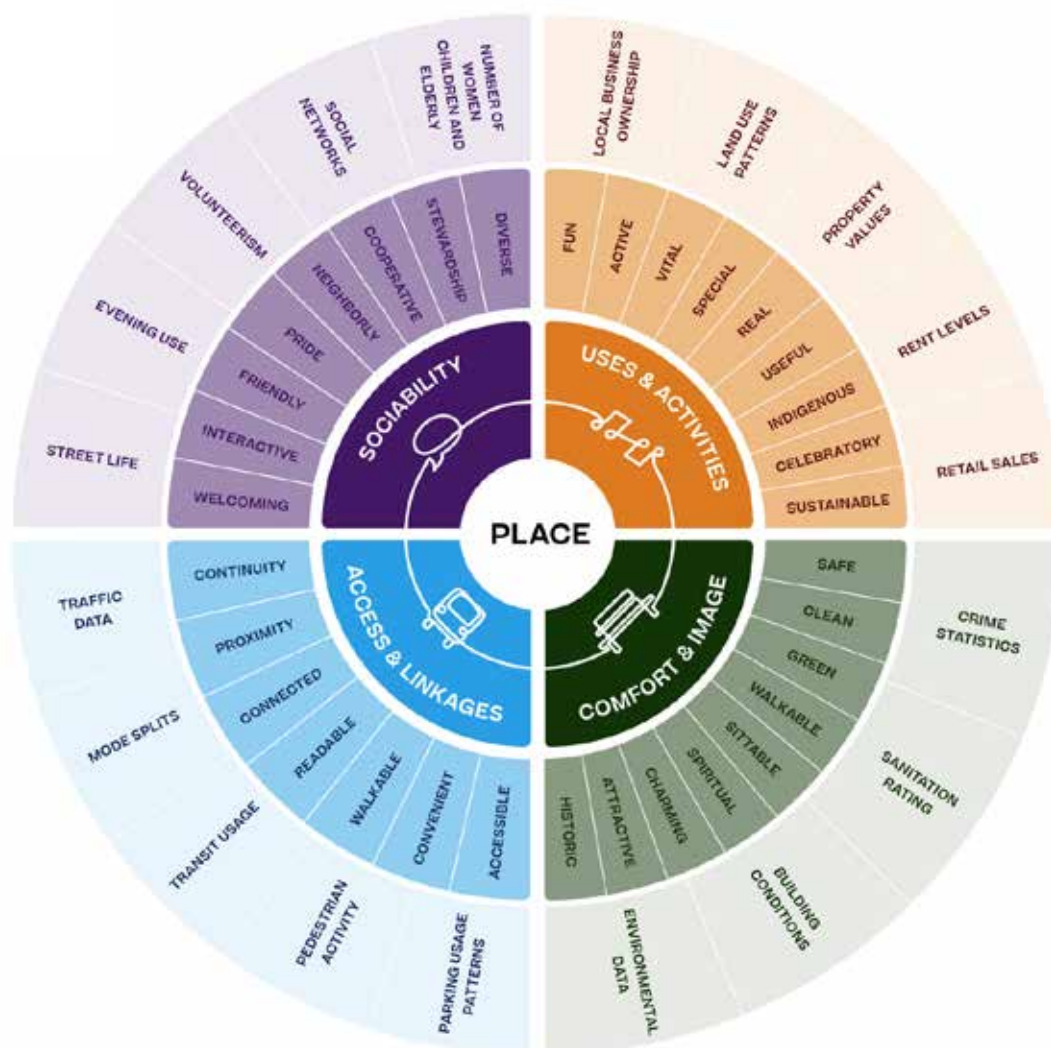 PLACE
SOCIABILITY
USES & ACTIVITIES
COMFORT & IMAGE
ACCESS & LINKAGES
WELCOMING
INTERACTIVE
FRIENDLY
PRIDE
NEIGHBORLY
COOPERATIVE
STEWARDSHIP
DIVERSE
FUN
ACTIVE
VITAL
SPECIAL
REAL
USEFUL
INDIGENOUS
CELEBRATORY
SUSTAINABLE
SAFE
CLEAN
GREEN
WALKABLE
SITTABLE
SPIRITUAL
CHARMING
ATTRACTIVE
HISTORIC
ACCESSIBLE
CONVENIENT
WALKABLE
READABLE
CONNECTED
PROXIMITY
CONTINUITY
STREET LIFE
EVENING USE
VOLUNTEERISM
SOCIAL
NETWORKS
NUMBER OF
WOMEN
CHILDREN AND
ELDERLY
LOCAL BUSINESS
OWNERSHIP
LAND USE
PATTERNS
PROPERTY
VALUES
RENT LEVELS
RETAIL SALES
CRIME
STATISTICS
SANITATION
RATING
BUILDING
CONDITIONS
ENVIRONMENTAL
DATA
PARKING USAGE
PATTERNS
PEDESTRIAN
ACTIVITY
TRANSIT USAGE
MODE SPLITS
TRAFFIC
DATA